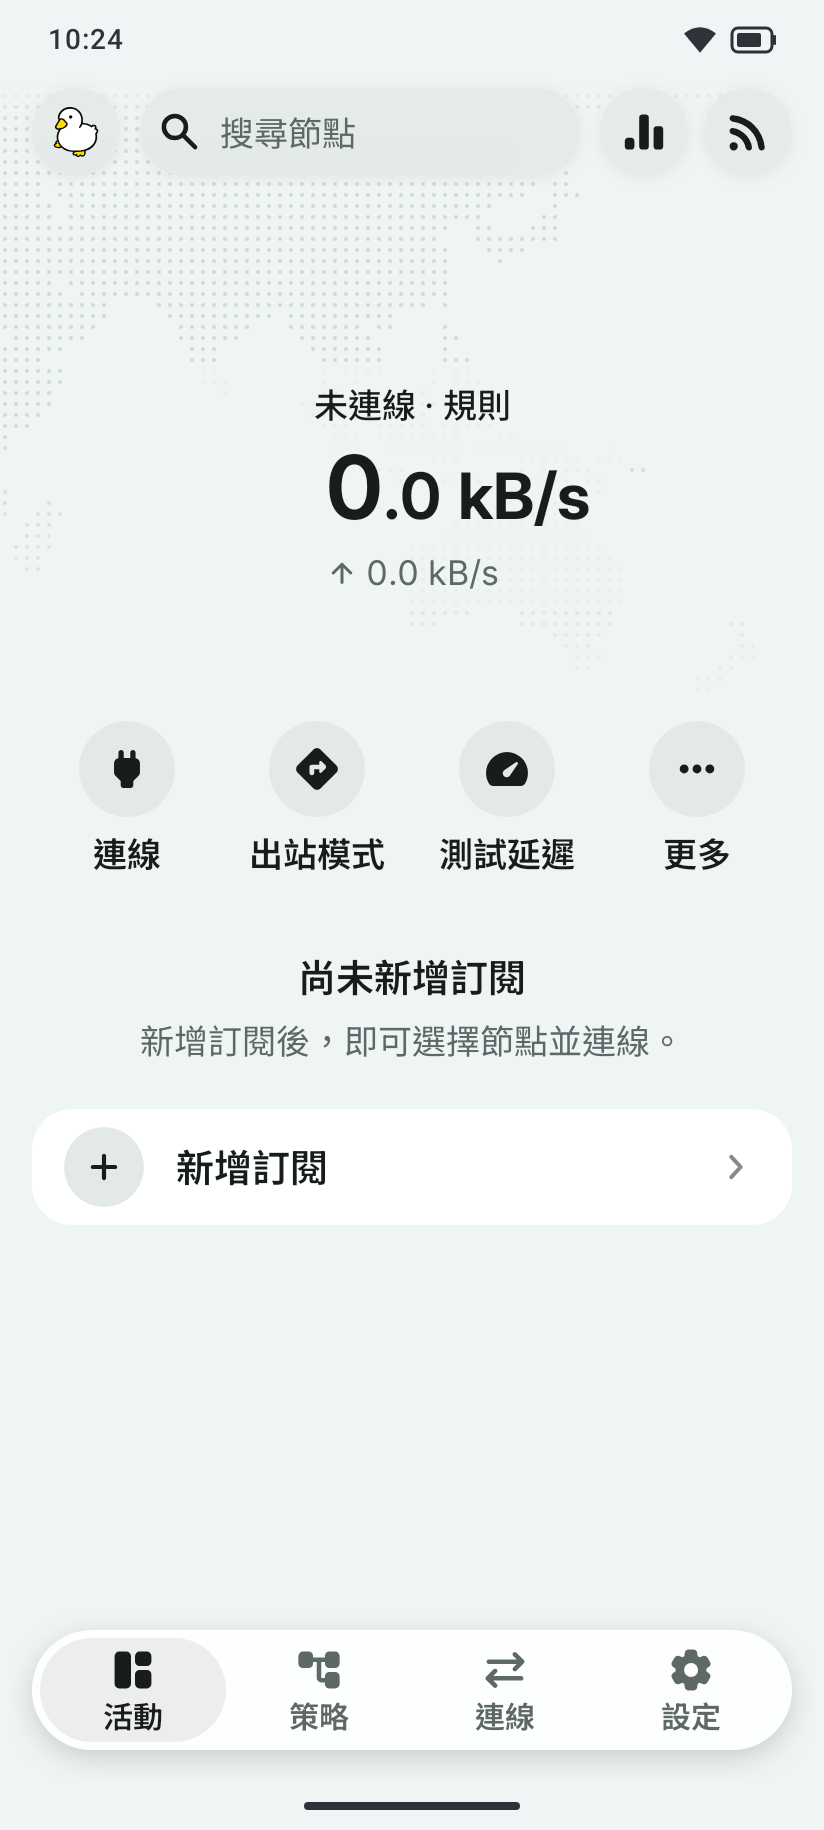 10:24
搜尋節點
未連線 · 規則
0.0 kB/s
↑ 0.0 kB/s
連線
出站模式
測試延遲
更多
尚未新增訂閱
新增訂閱後，即可選擇節點並連線。
新增訂閱
活動
策略
連線
設定